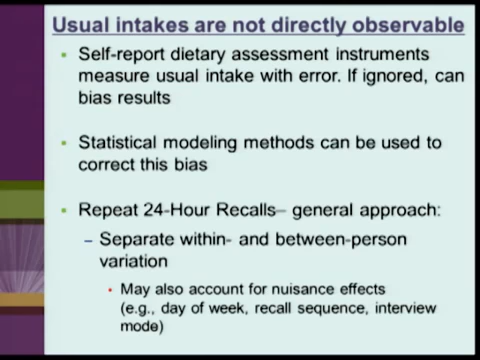 Usual intakes are not directly observable
• Self-report dietary assessment instruments
measure usual intake with error. If ignored, can
bias results
• Statistical modeling methods can be used to
correct this bias
• Repeat 24-Hour Recalls– general approach:
– Separate within- and between-person
variation
• May also account for nuisance effects
(e.g., day of week, recall sequence, interview
mode)